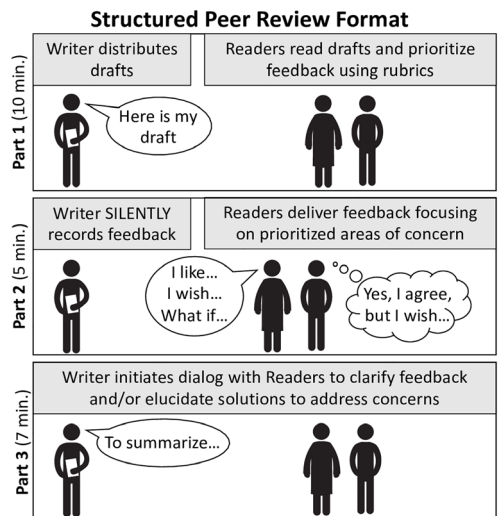 Structured Peer Review Format
Part 1 (10 min.)
Writer distributes
drafts
Readers read drafts and prioritize
feedback using rubrics
Here is my
draft
Part 2 (5 min.)
Writer SILENTLY
records feedback
Readers deliver feedback focusing
on prioritized areas of concern
I like...
I wish...
What if...
Yes, I agree,
but I wish...
Part 3 (7 min.)
Writer initiates dialog with Readers to clarify feedback
and/or elucidate solutions to address concerns
To summarize...